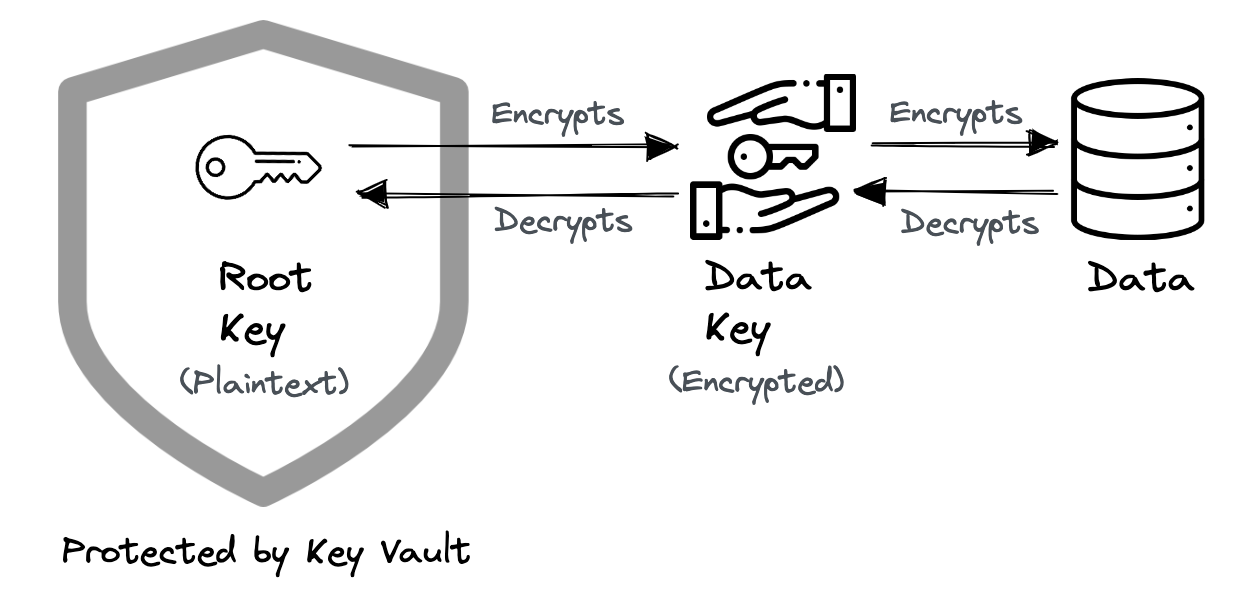 Encrypts
Encrypts
Decrypts
Decrypts
Root
Key
(Plaintext)
Data
Key
(Encrypted)
Data
Protected by Key Vault